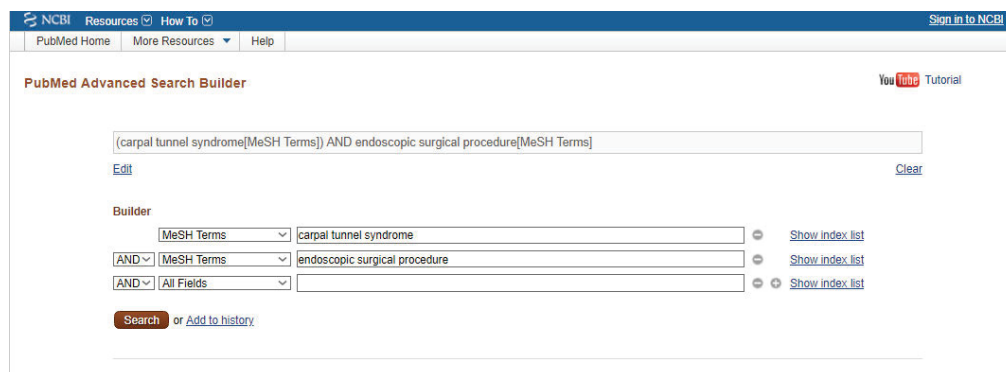 NCBI Resources How To Sign in to NCBI
PubMed Home More Resources Help
PubMed Advanced Search Builder YouTube Tutorial
(carpal tunnel syndrome[MeSH Terms]) AND endoscopic surgical procedure[MeSH Terms]
Edit Clear
Builder
MeSH Terms carpal tunnel syndrome Show index list
AND MeSH Terms endoscopic surgical procedure Show index list
AND All Fields Show index list
Search or Add to history